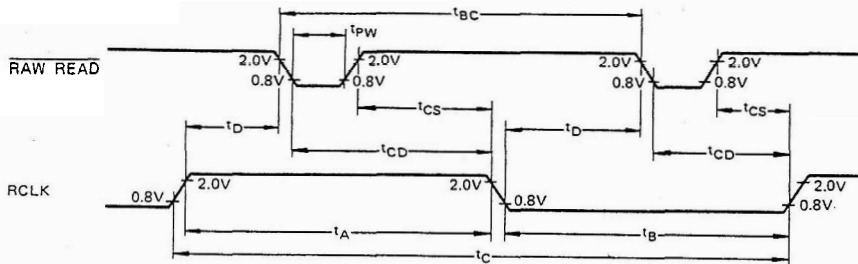 tBC
tPW
RAW READ
2.0V 2.0V 2.0V 2.0V
0.8V 0.8V 0.8V 0.8V
tCS tCS
tD tD
tCD tCD
RCLK
0.8V 2.0V 2.0V 0.8V 2.0V 0.8V
tA tB
tC